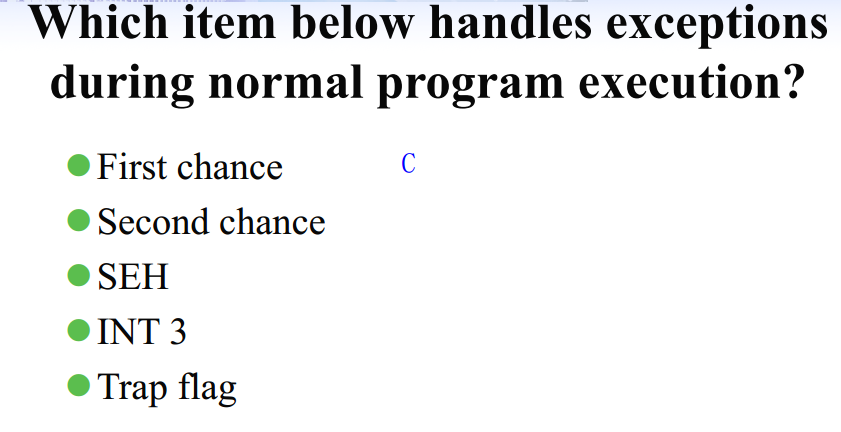 Which item below handles exceptions
during normal program execution?
First chance C
Second chance
SEH
INT 3
Trap flag